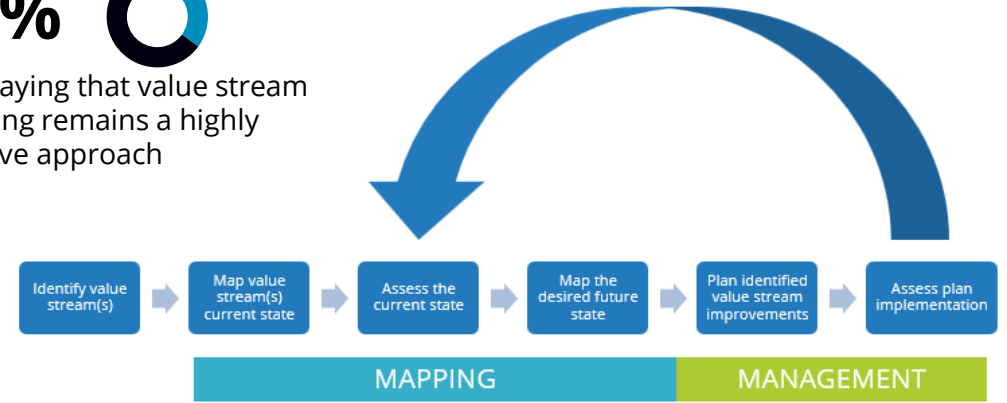 %
aying that value stream
ng remains a highly
ve approach
Identify value
stream(s)
Map value
stream(s)
current state
Assess the
current state
Map the
desired future
state
Plan identified
value stream
improvements
Assess plan
implementation
MAPPING
MANAGEMENT